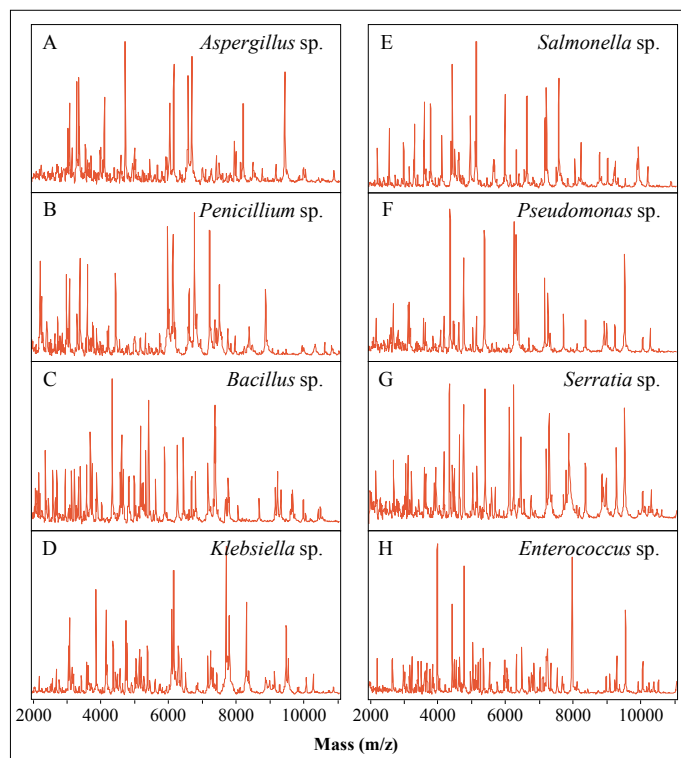 A Aspergillus sp.
B Penicillium sp.
C Bacillus sp.
D Klebsiella sp.
2000 4000 6000 8000 10000
E Salmonella sp.
F Pseudomonas sp.
G Serratia sp.
H Enterococcus sp.
2000 4000 6000 8000 10000
Mass (m/z)